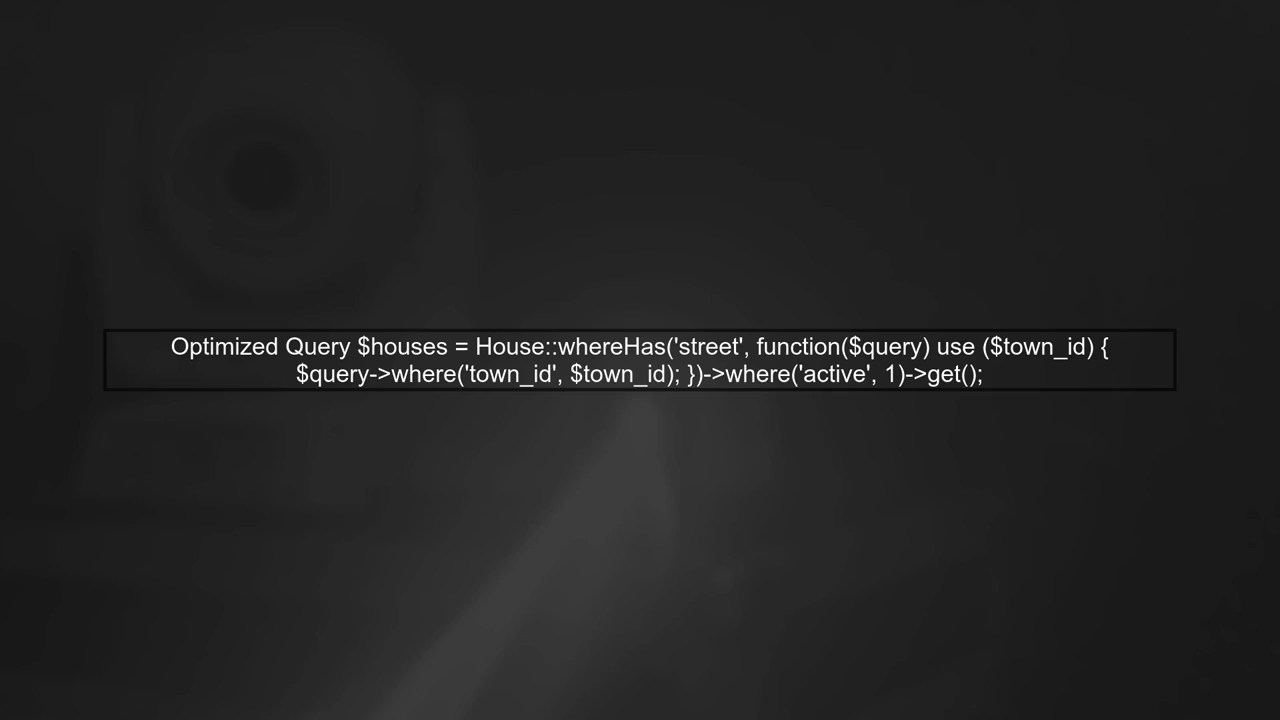 Optimized Query $houses = House::whereHas('street', function($query) use ($town_id) {
$query->where('town_id', $town_id); })->where('active', 1)->get();